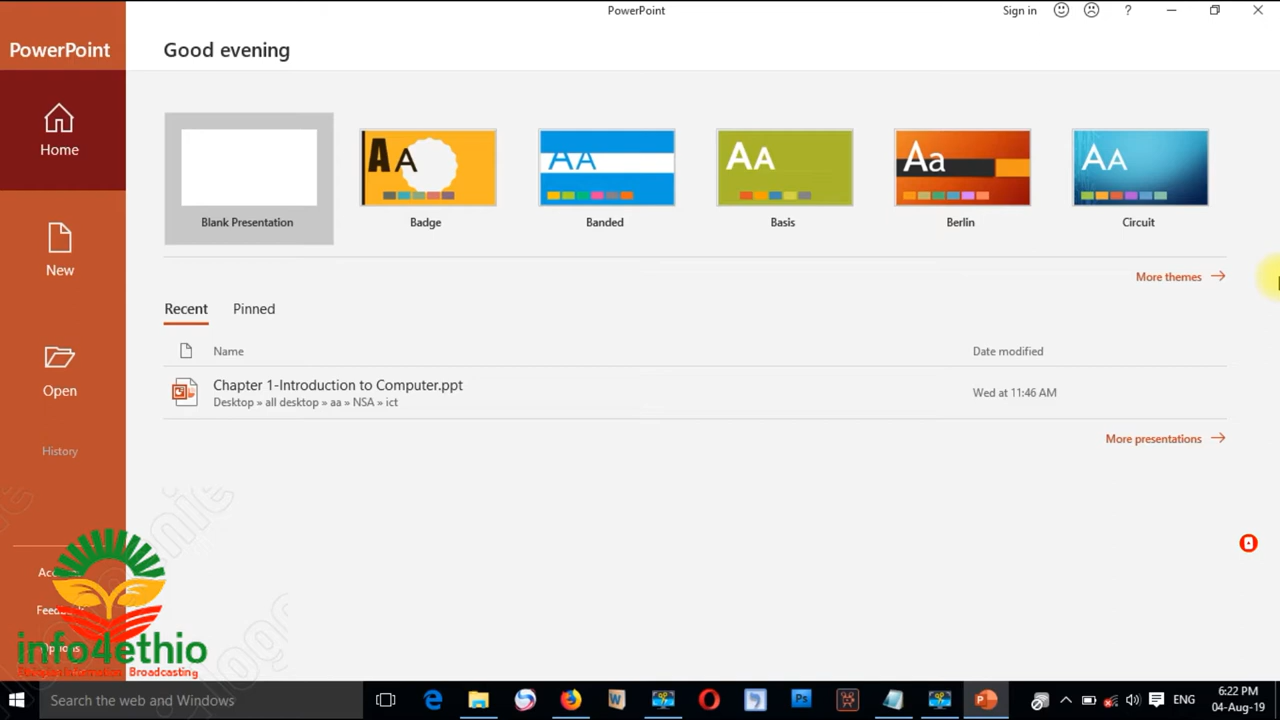 PowerPoint
Sign in
?
PowerPoint
Good evening
Home
New
Open
History
Blank Presentation
Badge
Banded
Basis
Berlin
Circuit
More themes
Recent
Pinned
Name
Date modified
Chapter 1-Introduction to Computer.ppt
Desktop » all desktop » aa » NSA » ict
Wed at 11:46 AM
More presentations
info4ethio
Broadcasting
Search the web and Windows
ENG
6:22 PM
04-Aug-19